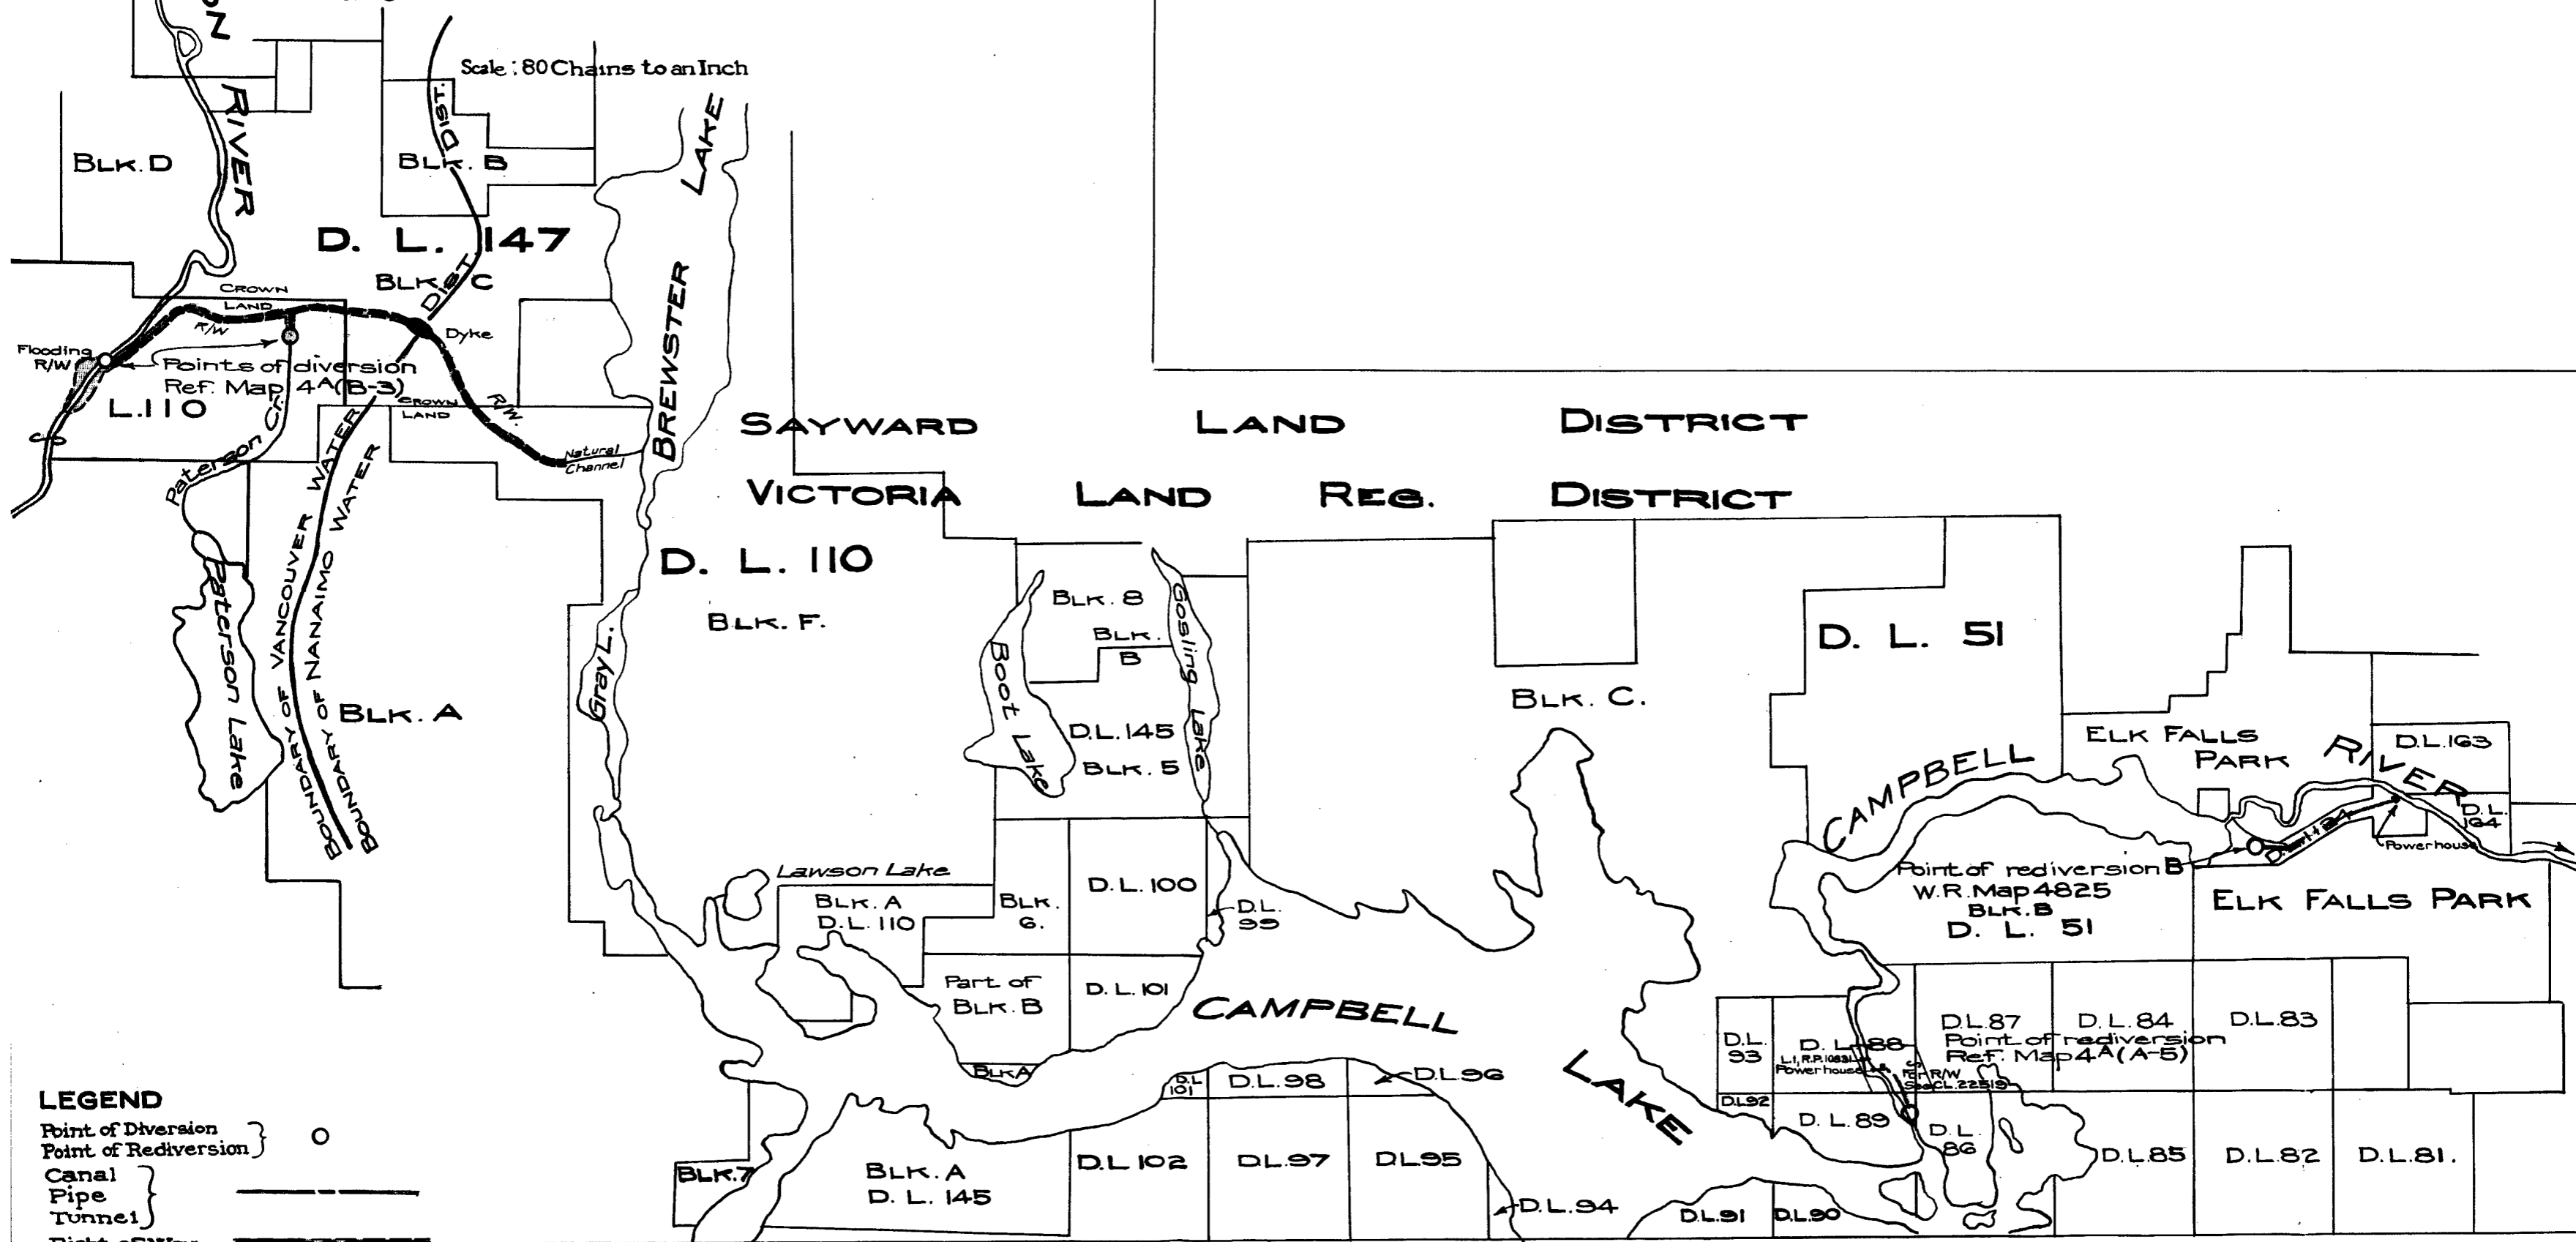 RIVER
Scale: 80 Chains to an Inch
BLK. D
DIST.
BLK. B
LAKE
D. L. 147
BLK. C
DIST.
CROWN
LAND
R/W
Dyke
Flooding
R/W
Points of diversion
Ref. Map 4A (B-3)
L.110
CROWN
LAND
R/W.
Natural
Channel
BREWSTER
Paterson Cr.
BOUNDARY OF VANCOUVER WATER
BOUNDARY OF NANAIMO WATER
Paterson Lake
BLK. A
SAYWARD LAND DISTRICT
VICTORIA LAND REG. DISTRICT
D. L. 110
BLK. F.
Gray L.
Boot Lake
BLK. 8
BLK.
B
D.L. 145
BLK. 5
Gosling Lake
BLK. C.
D. L. 51
CAMPBELL RIVER
ELK FALLS
PARK
D.L. 163
D.L.
164
Powerhouse
Point of rediversion B
W.R. Map 4825
BLK. B
D. L. 51
ELK FALLS PARK
Lawson Lake
BLK. A
D.L. 110
BLK.
6.
D.L. 100
D.L.
99
Part of
BLK. B
D.L. 101
BLK A
CAMPBELL
LAKE
D.L.
93
D. L. 88
L.1, R.P. 10831
Powerhouse
For R/W
See CL. 22519
D.L. 87
D.L. 84
D.L. 83
Point of rediversion
Ref. Map 4A (A-5)
D.L.
101
D.L. 98
D.L. 96
D.L. 92
D.L. 89
D.L.
86
D.L. 85
D.L. 82
D.L. 81.
BLK. 7
BLK. A
D. L. 145
D.L. 102
D.L. 97
D.L. 95
D.L. 94
D.L. 91
D.L. 90
LEGEND
Point of Diversion
Point of Rediversion
Canal
Pipe
Tunnel